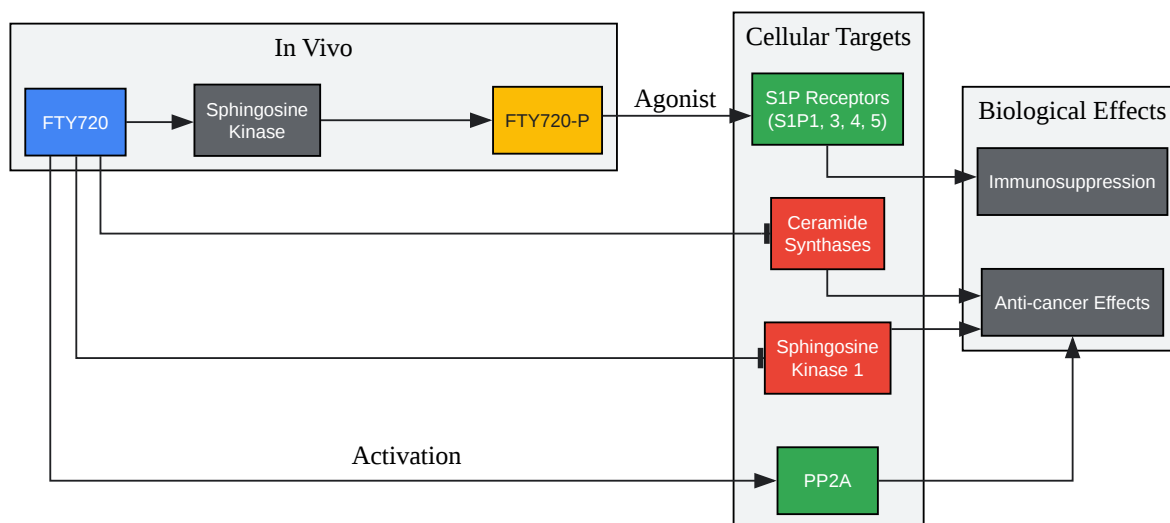 In Vivo
FTY720
Sphingosine
Kinase
FTY720-P
Agonist
Cellular Targets
S1P Receptors
(S1P1, 3, 4, 5)
Ceramide
Synthases
Sphingosine
Kinase 1
Activation
PP2A
Biological Effects
Immunosuppression
Anti-cancer Effects